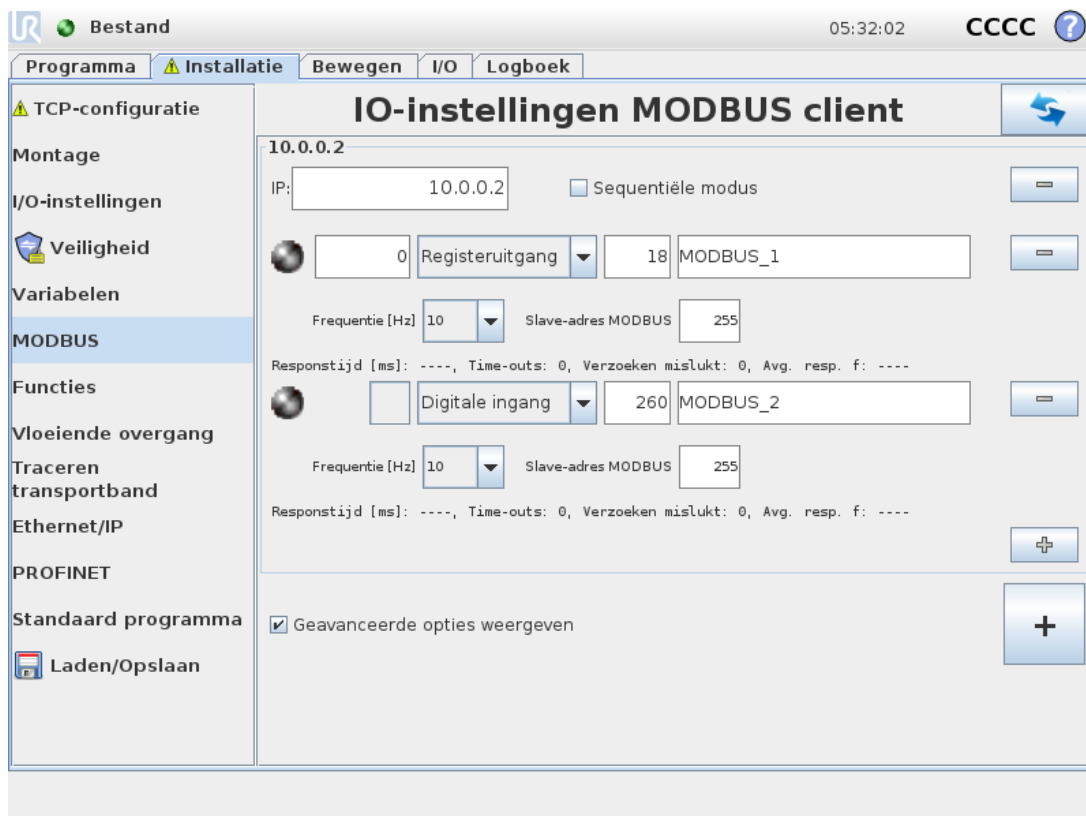 UR Bestand 05:32:02 CCCC ?
Programma Installatie Bewegen I/O Logboek
TCP-configuratie
Montage
I/O-instellingen
Veiligheid
Variabelen
MODBUS
Functies
Vloeiende overgang
Traceren
transportband
Ethernet/IP
PROFINET
Standaard programma
Laden/Opslaan
IO-instellingen MODBUS client
10.0.0.2
IP: 10.0.0.2 Sequentiële modus
0 Registeruitgang 18 MODBUS_1
Frequentie [Hz] 10 Slave-adres MODBUS 255
Responstijd [ms]: ----, Time-outs: 0, Verzoeken mislukt: 0, Avg. resp. f: ----
Digitale ingang 260 MODBUS_2
Frequentie [Hz] 10 Slave-adres MODBUS 255
Responstijd [ms]: ----, Time-outs: 0, Verzoeken mislukt: 0, Avg. resp. f: ----
Geavanceerde opties weergeven